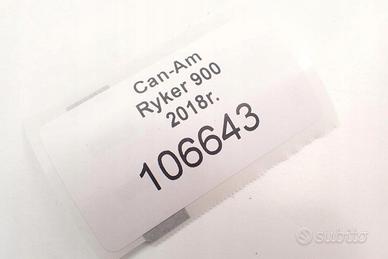 Can-Am
Ryker 900
2018r.
106643
subito